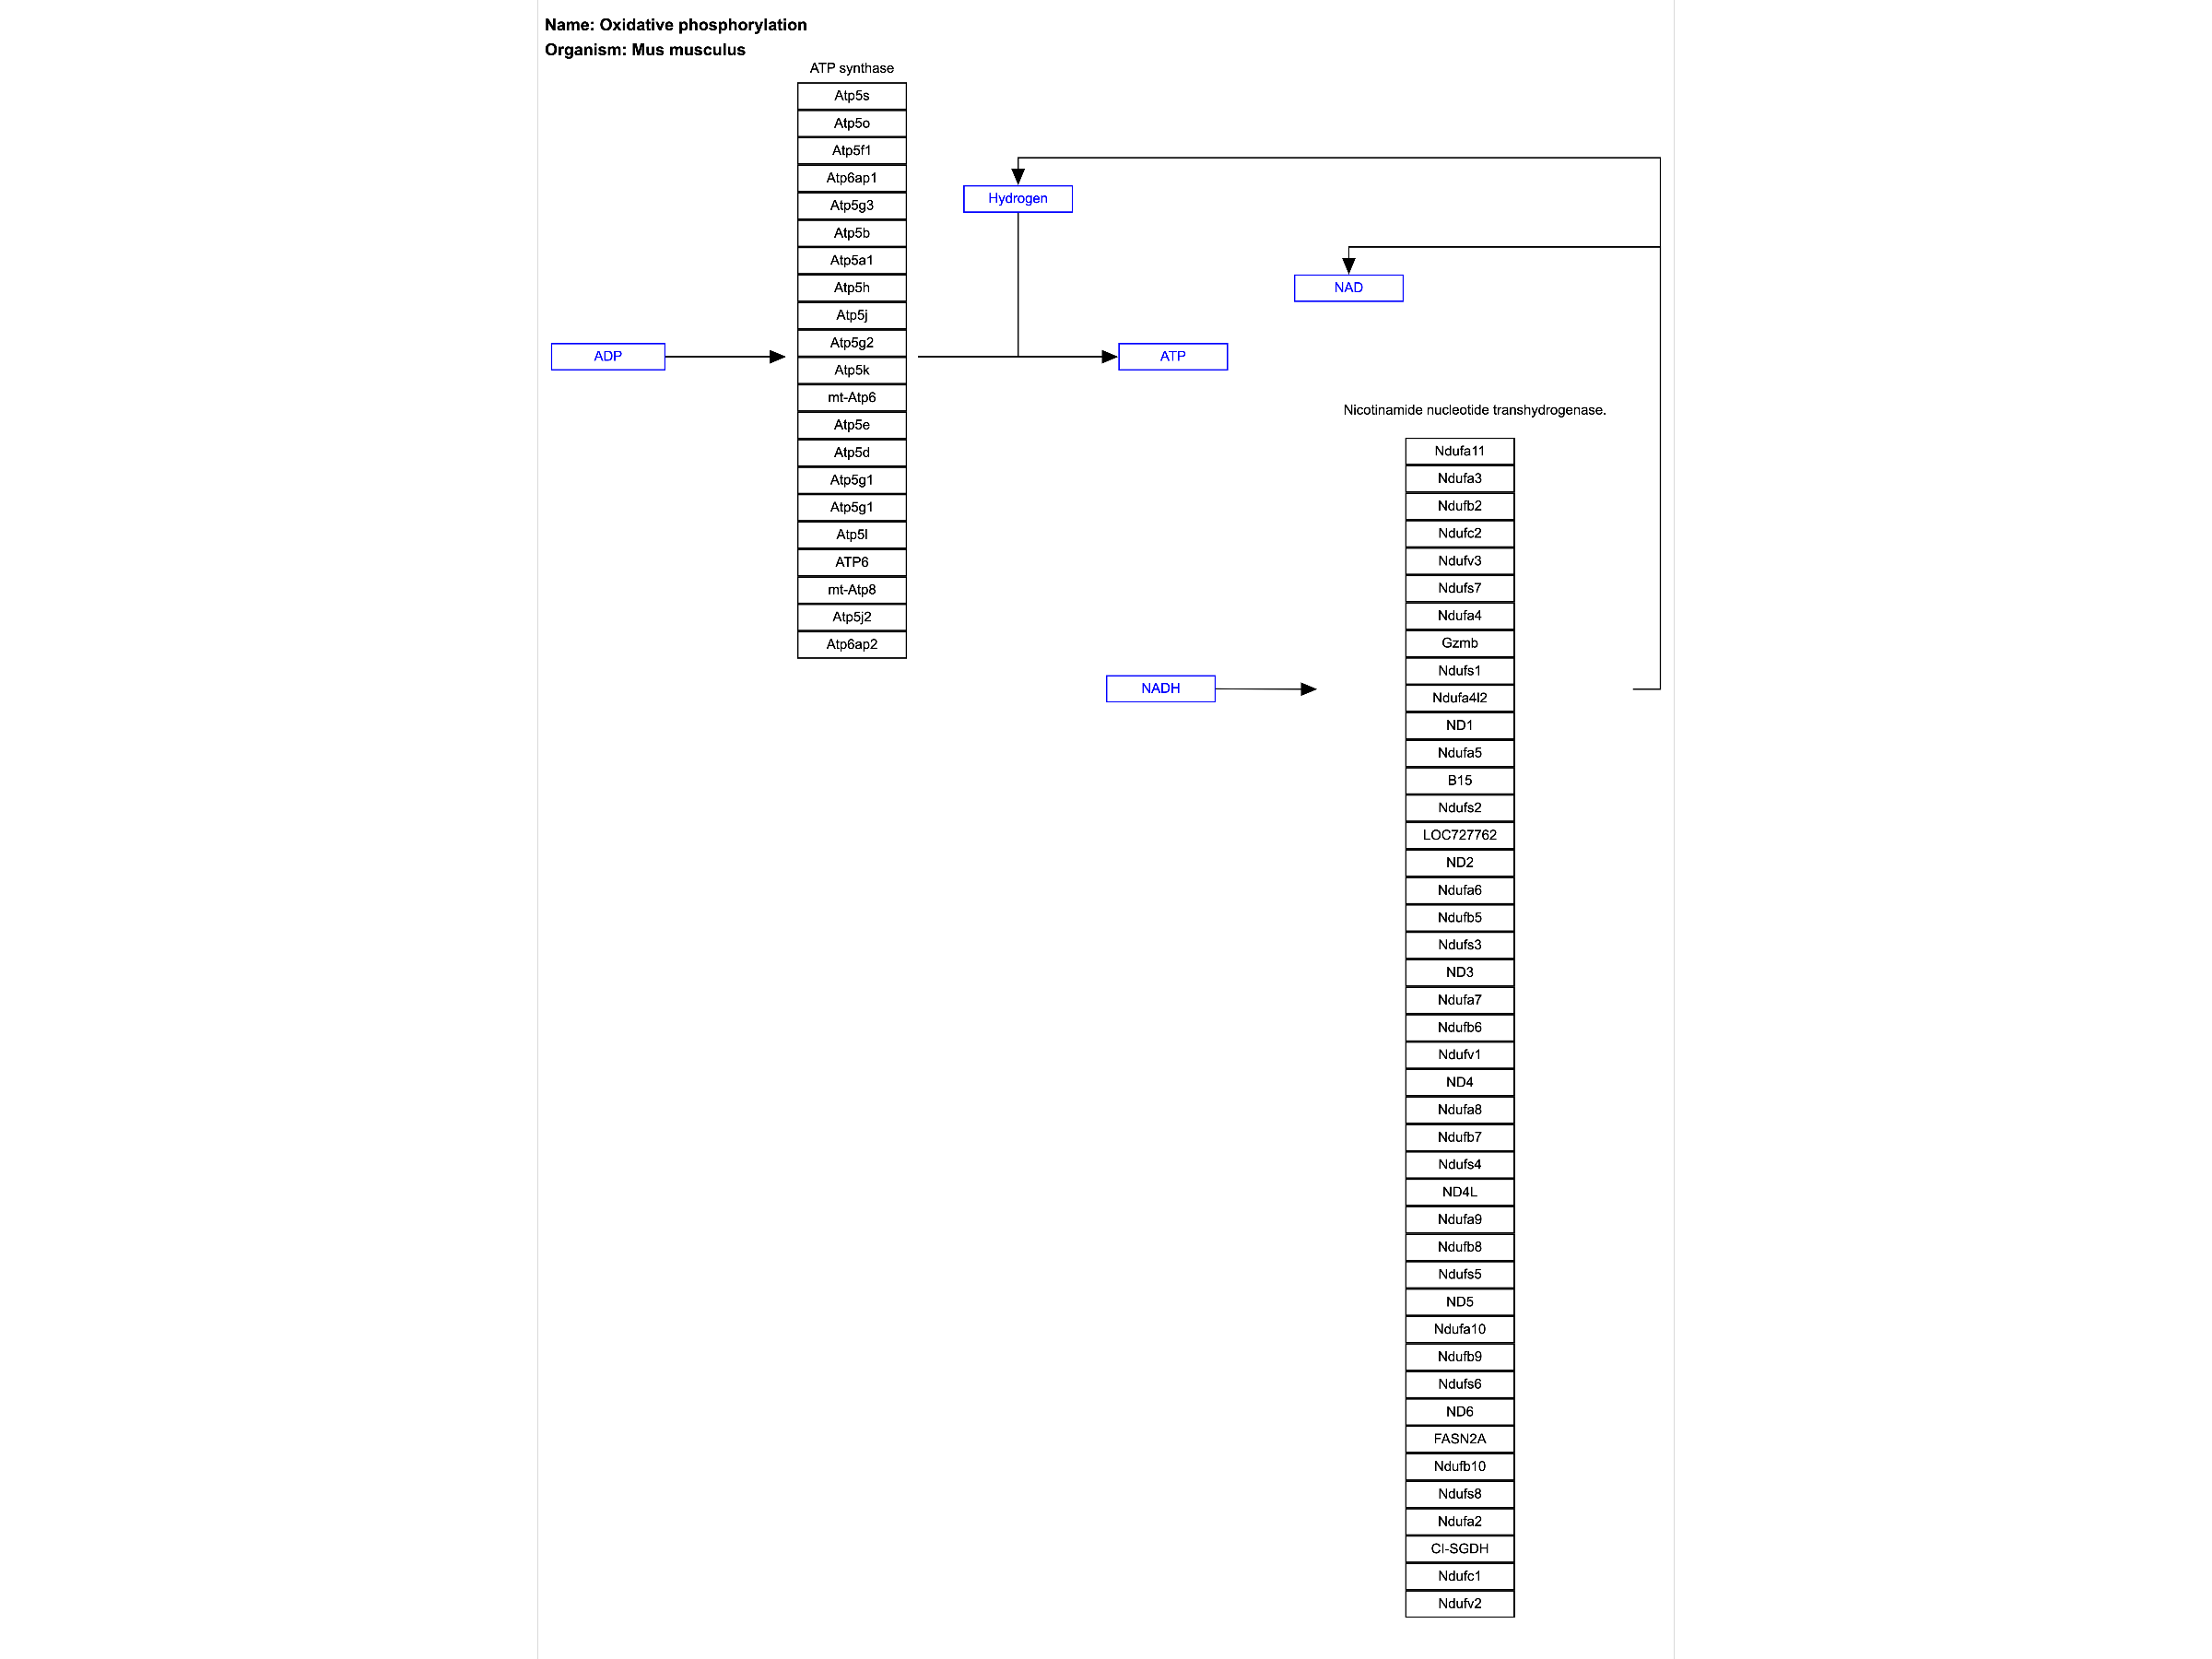 Name: Oxidative phosphorylation
Organism: Mus musculus
ATP synthase
Atp5s
Atp5o
Atp5f1
Atp6ap1
Atp5g3
Atp5b
Atp5a1
Atp5h
Atp5j
Atp5g2
Atp5k
mt-Atp6
Atp5e
Atp5d
Atp5g1
Atp5g1
Atp5l
ATP6
mt-Atp8
Atp5j2
Atp6ap2
Hydrogen
NAD
ADP
ATP
NADH
Nicotinamide nucleotide transhydrogenase.
Ndufa11
Ndufa3
Ndufb2
Ndufc2
Ndufv3
Ndufs7
Ndufa4
Gzmb
Ndufs1
Ndufa4l2
ND1
Ndufa5
B15
Ndufs2
LOC727762
ND2
Ndufa6
Ndufb5
Ndufs3
ND3
Ndufa7
Ndufb6
Ndufv1
ND4
Ndufa8
Ndufb7
Ndufs4
ND4L
Ndufa9
Ndufb8
Ndufs5
ND5
Ndufa10
Ndufb9
Ndufs6
ND6
FASN2A
Ndufb10
Ndufs8
Ndufa2
CI-SGDH
Ndufc1
Ndufv2